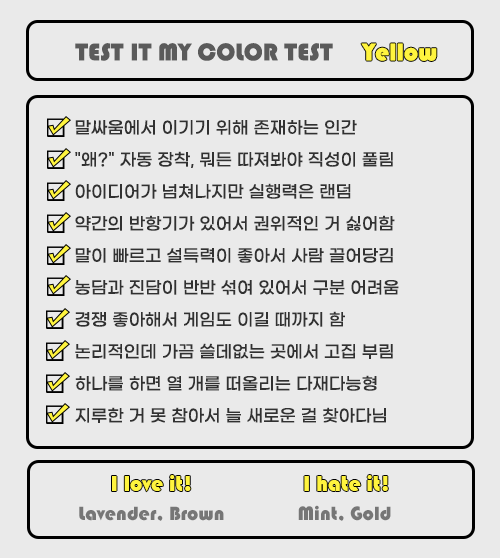 TEST IT MY COLOR TEST Yellow
말싸움에서 이기기 위해 존재하는 인간
"왜?" 자동 장착, 뭐든 따져봐야 직성이 풀림
아이디어가 넘쳐나지만 실행력은 랜덤
약간의 반항기가 있어서 권위적인 거 싫어함
말이 빠르고 설득력이 좋아서 사람 끌어당김
농담과 진담이 반반 섞여 있어서 구분 어려움
경쟁 좋아해서 게임도 이길 때까지 함
논리적인데 가끔 쓸데없는 곳에서 고집 부림
하나를 하면 열 개를 떠올리는 다재다능형
지루한 거 못 참아서 늘 새로운 걸 찾아다님
I love it! I hate it!
Lavender, Brown Mint, Gold